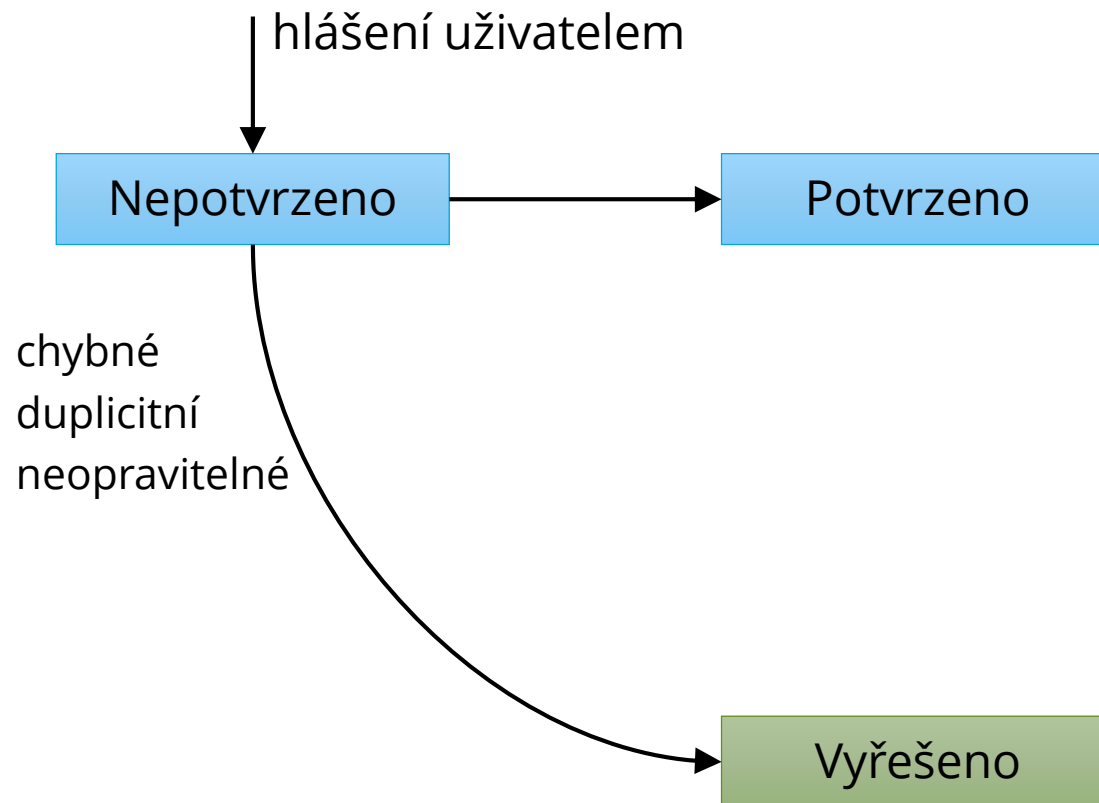 hlášení uživatelem
Nepotvrzeno
Potvrzeno
chybné
duplicitní
neopravitelné
Vyřešeno